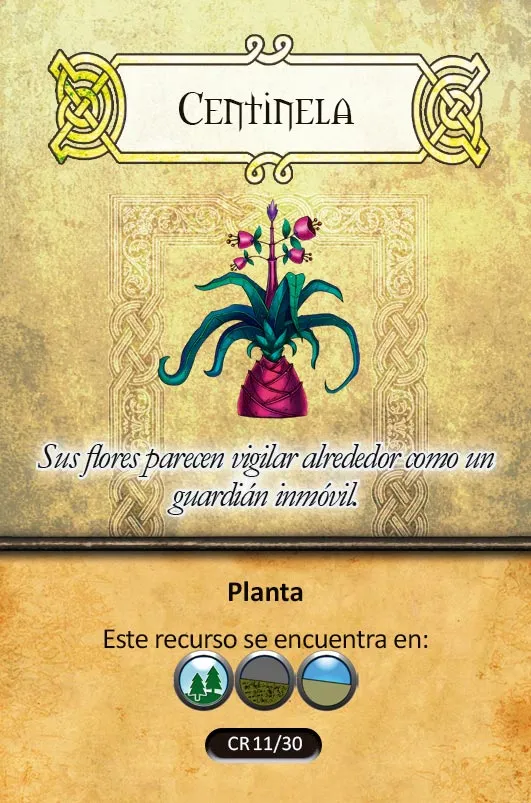 Centinela
Sus flores parecen vigilar alrededor como un
guardián inmóvil.
Planta
Este recurso se encuentra en:
CR 11/30